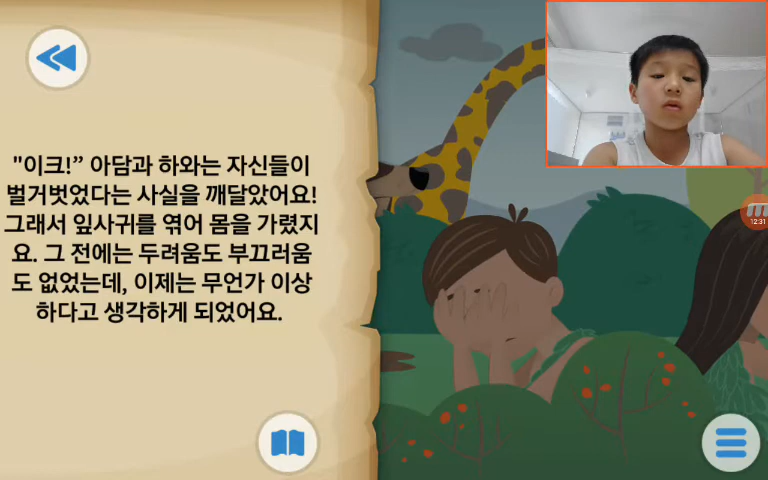 "이크!” 아담과 하와는 자신들이
벌거벗었다는 사실을 깨달았어요!
그래서 잎사귀를 엮어 몸을 가렸지
요. 그 전에는 두려움도 부끄러움
도 없었는데, 이제는 무언가 이상
하다고 생각하게 되었어요.
12:31